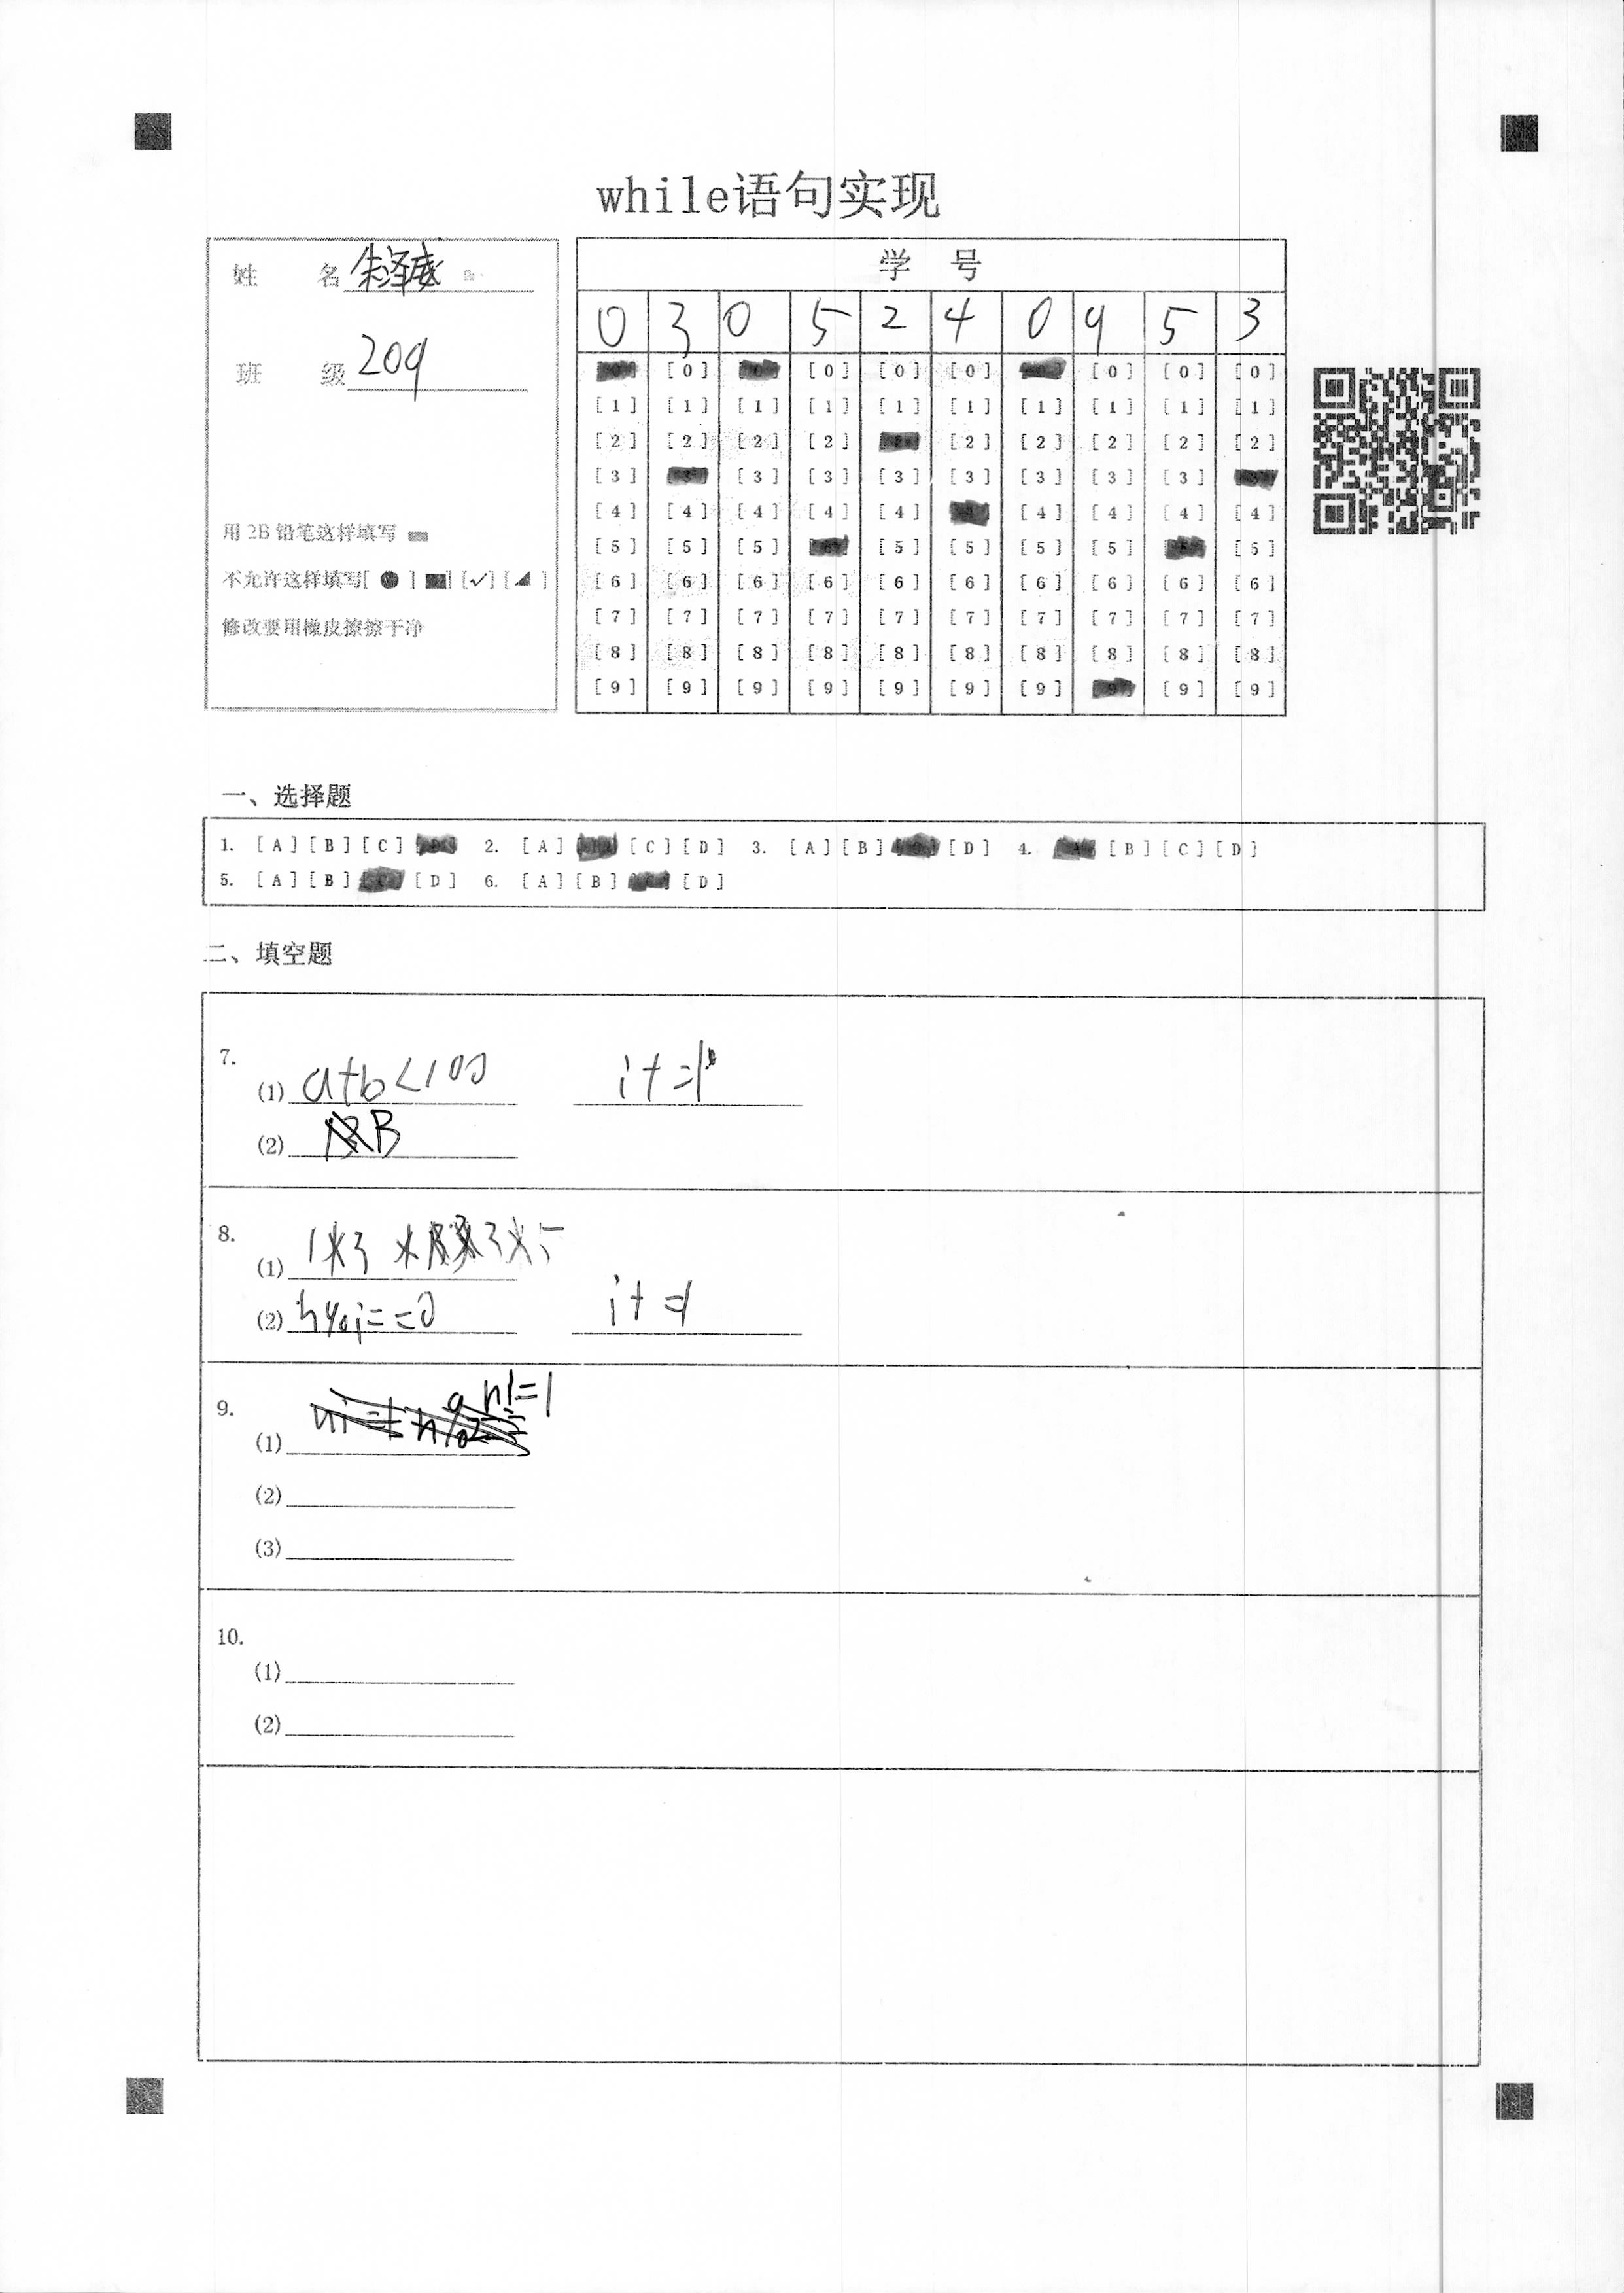 while语句实现
姓 名 朱泽威
班 级 209
用 2B 铅笔这样填写
不允许这样填写[ ● ] [■] [✓] [◢ ]
修改要用橡皮擦擦干净
学 号
0 3 0 5 2 4 0 9 5 3
[0] [0] [0] [0] [0] [0]
[1] [1] [1] [1] [1] [1] [1] [1] [1] [1]
[2] [2] [2] [2] [2] [2] [2] [2] [2]
[3] [3] [3] [3] [3] [3] [3] [3]
[4] [4] [4] [4] [4] [4] [4] [4] [4]
[5] [5] [5] [5] [5] [5] [5] [5]
[6] [6] [6] [6] [6] [6] [6] [6] [6] [6]
[7] [7] [7] [7] [7] [7] [7] [7] [7] [7]
[8] [8] [8] [8] [8] [8] [8] [8] [8] [8]
[9] [9] [9] [9] [9] [9] [9] [9] [9]
一、选择题
1. [A] [B] [C] 2. [A] [C] [D] 3. [A] [B] [D] 4. [B] [C] [D]
5. [A] [B] [D] 6. [A] [B] [D]
二、填空题
7.
(1) a+b<100 i+=1
(2) B
8.
(1) 1*3 * 3*5
(2) n%i==0 i+=1
9.
(1) n!=1
(2)
(3)
10.
(1)
(2)